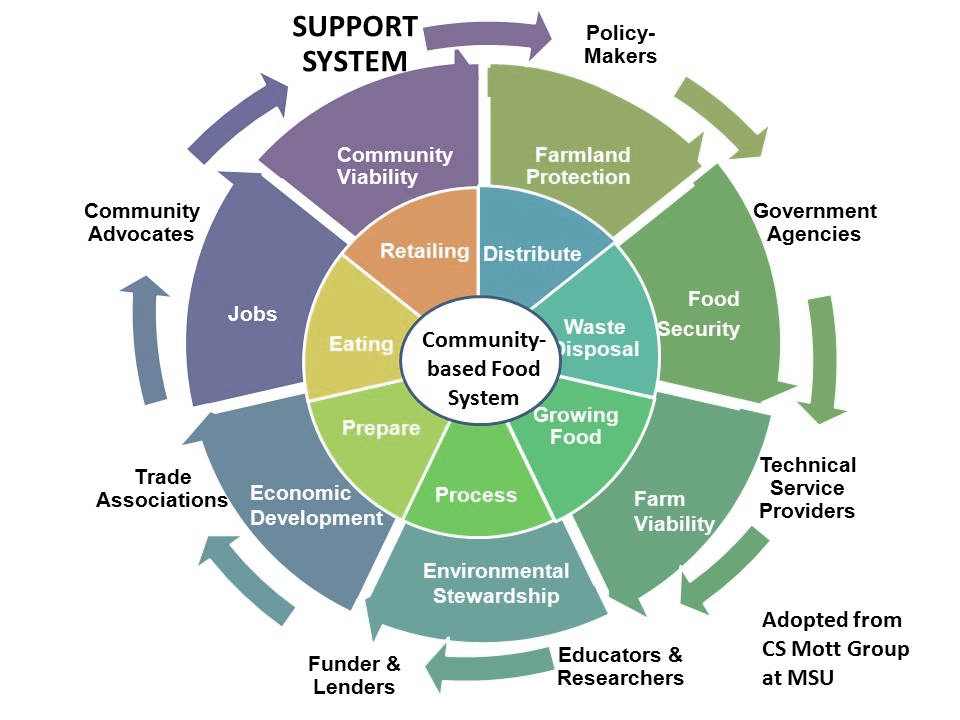 SUPPORT
SYSTEM
Policy-
Makers
Community
Viability
Farmland
Protection
Community
Advocates
Government
Agencies
Retailing
Distribute
Jobs
Food
Security
Eating
Waste
Disposal
Community-
based Food
System
Prepare
Growing
Food
Process
Trade
Associations
Economic
Development
Farm
Viability
Technical
Service
Providers
Environmental
Stewardship
Funder &
Lenders
Educators &
Researchers
Adopted from
CS Mott Group
at MSU